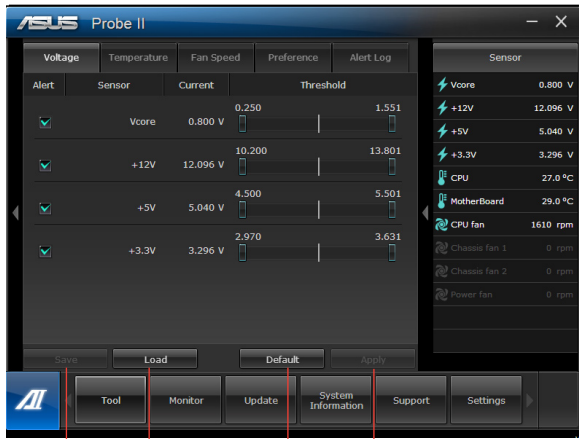 ASUS Probe II
Voltage Temperature Fan Speed Preference Alert Log
Alert Sensor Current Threshold
Vcore 0.800 V 0.250 1.551
+12V 12.096 V 10.200 13.801
+5V 5.040 V 4.500 5.501
+3.3V 3.296 V 2.970 3.631
Save Load Default Apply
Sensor
Vcore 0.800 V
+12V 12.096 V
+5V 5.040 V
+3.3V 3.296 V
CPU 27.0 ºC
MotherBoard 29.0 ºC
CPU fan 1610 rpm
Chassis fan 1 0 rpm
Chassis fan 2 0 rpm
Power fan 0 rpm
Tool Monitor Update System Information Support Settings